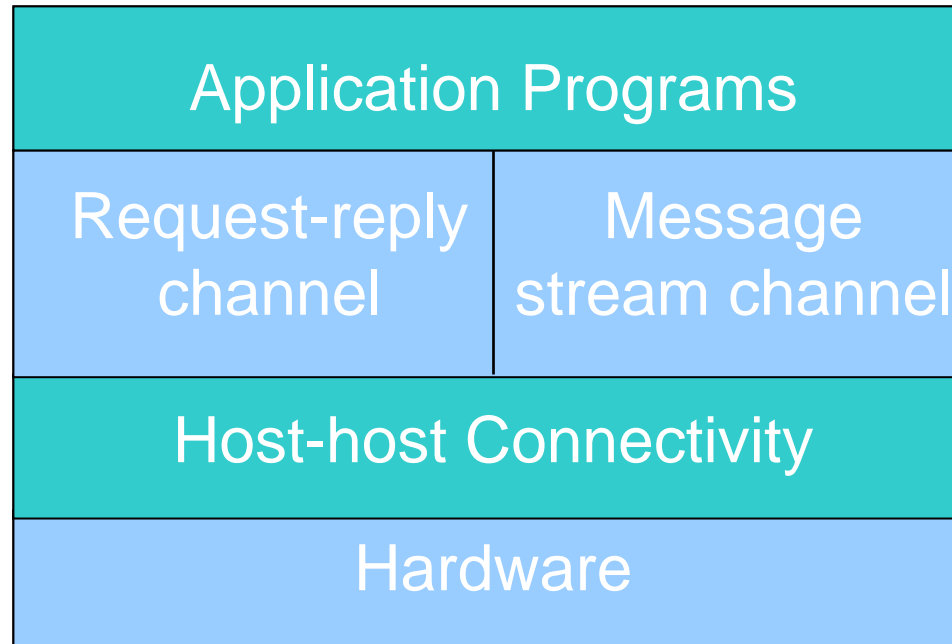 Application Programs
Request-reply
channel
Message
stream channel
Host-host Connectivity
Hardware